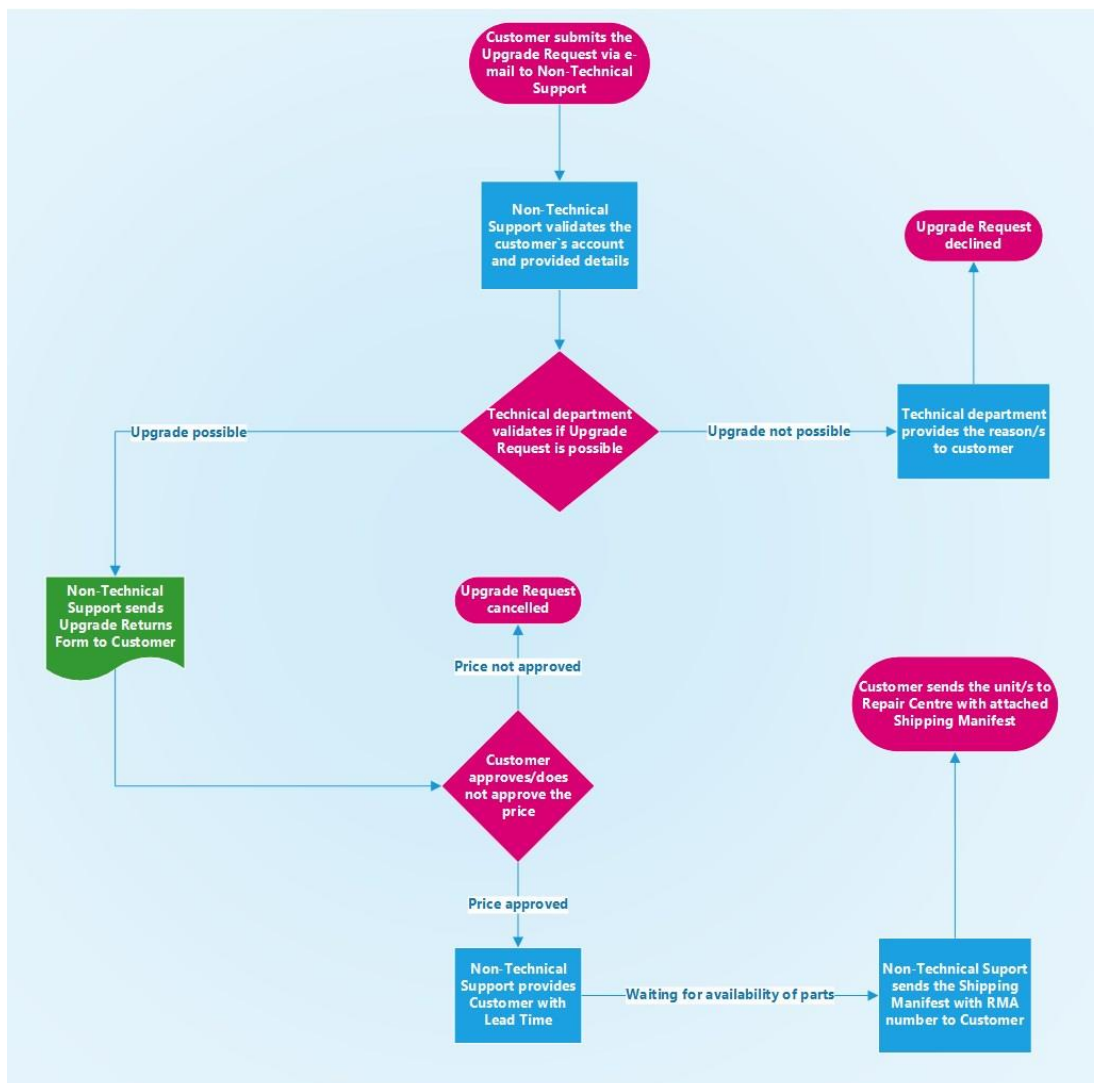 Customer submits the
Upgrade Request via e-
mail to Non-Technical
Support
Non-Technical
Support validates the
customer`s account
and provided details
Upgrade Request
declined
Technical department
validates if Upgrade
Request is possible
Upgrade possible
Upgrade not possible
Technical department
provides the reason/s
to customer
Non-Technical
Support sends
Upgrade Returns
Form to Customer
Upgrade Request
cancelled
Price not approved
Customer sends the unit/s to
Repair Centre with attached
Shipping Manifest
Customer
approves/does
not approve the
price
Price approved
Non-Technical
Support provides
Customer with
Lead Time
Waiting for availability of parts
Non-Technical Suport
sends the Shipping
Manifest with RMA
number to Customer